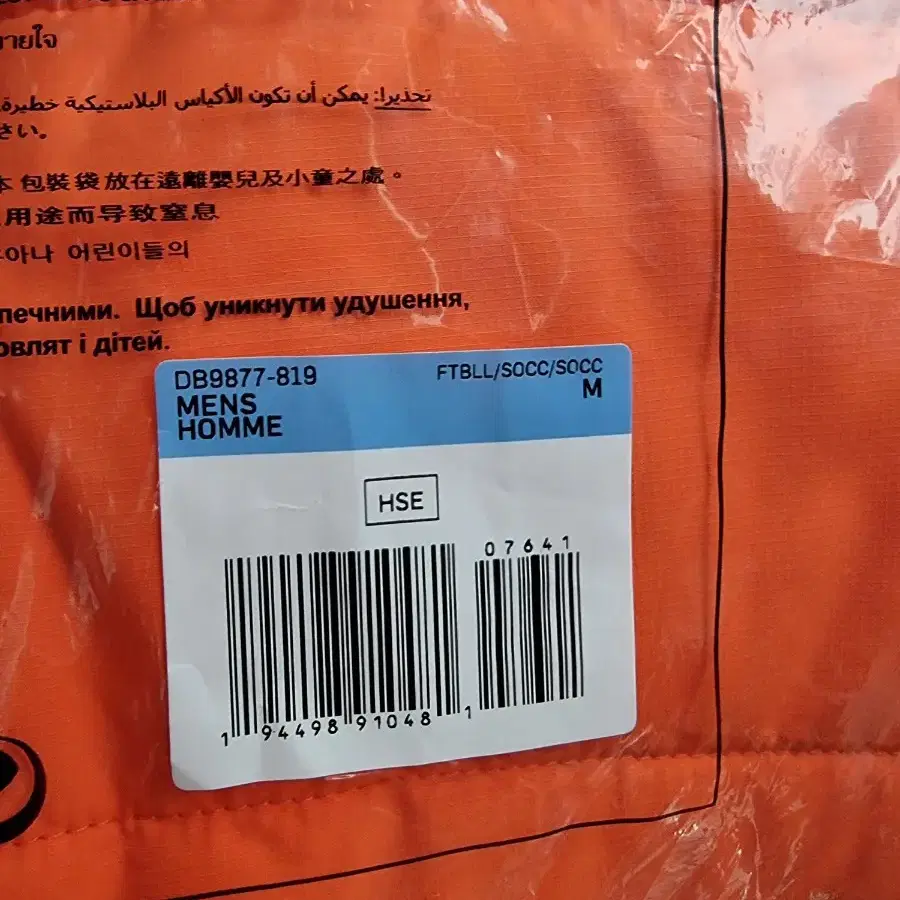 ายใจ
تحذير!: يمكن أن تكون الأكياس البلاستيكية خطيرة
さい。
本 包裝袋放在遠離嬰兒及小童之處。
用途而导致窒息
아나 어린이들의
печними. Щоб уникнути удушення,
овлят і дітей.
DB9877-819
FTBLL/SOCC/SOCC
MENS
M
HOMME
HSE
07641
1 94498 91048 1